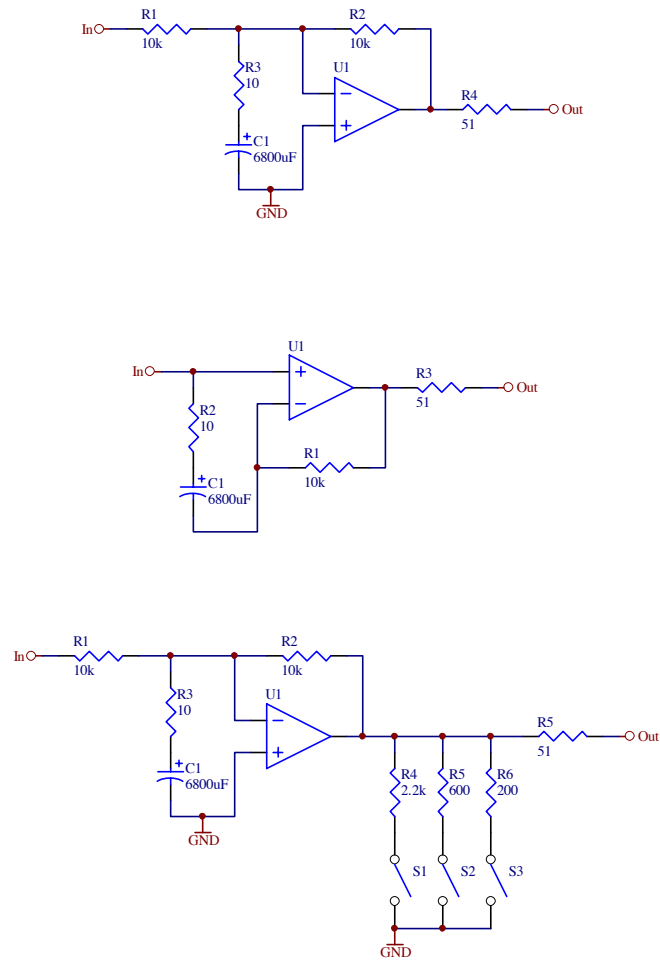 R1
R2
In
10k
10k
R3
10
U1
R4
Out
51
C1
6800uF
GND
U1
In
R3
Out
51
R2
10
R1
10k
C1
6800uF
R1
R2
In
10k
10k
R3
10
U1
R5
Out
51
C1
6800uF
R4
2.2k
R5
600
R6
200
GND
S1
S2
S3
GND